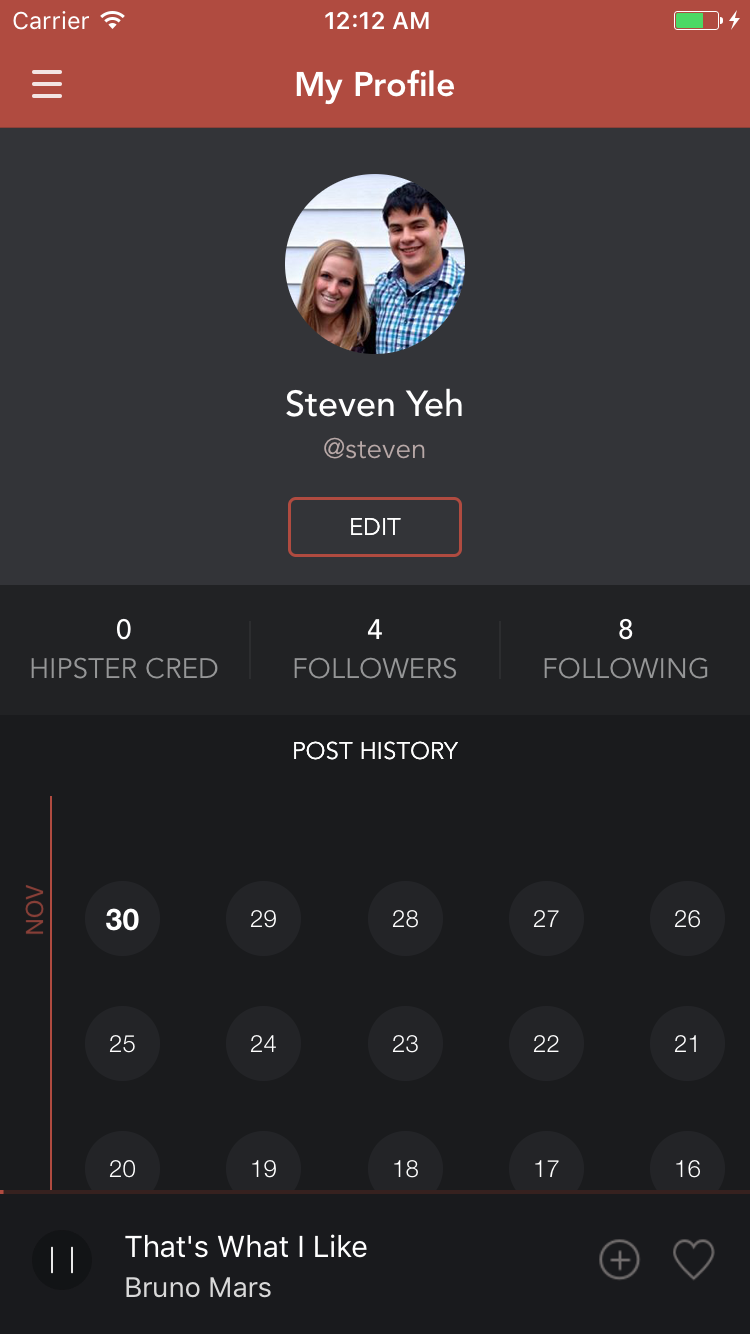 Carrier 12:12 AM
My Profile
Steven Yeh
@steven
EDIT
0 4 8
HIPSTER CRED FOLLOWERS FOLLOWING
POST HISTORY
NOV
30 29 28 27 26
25 24 23 22 21
20 19 18 17 16
That's What I Like
Bruno Mars